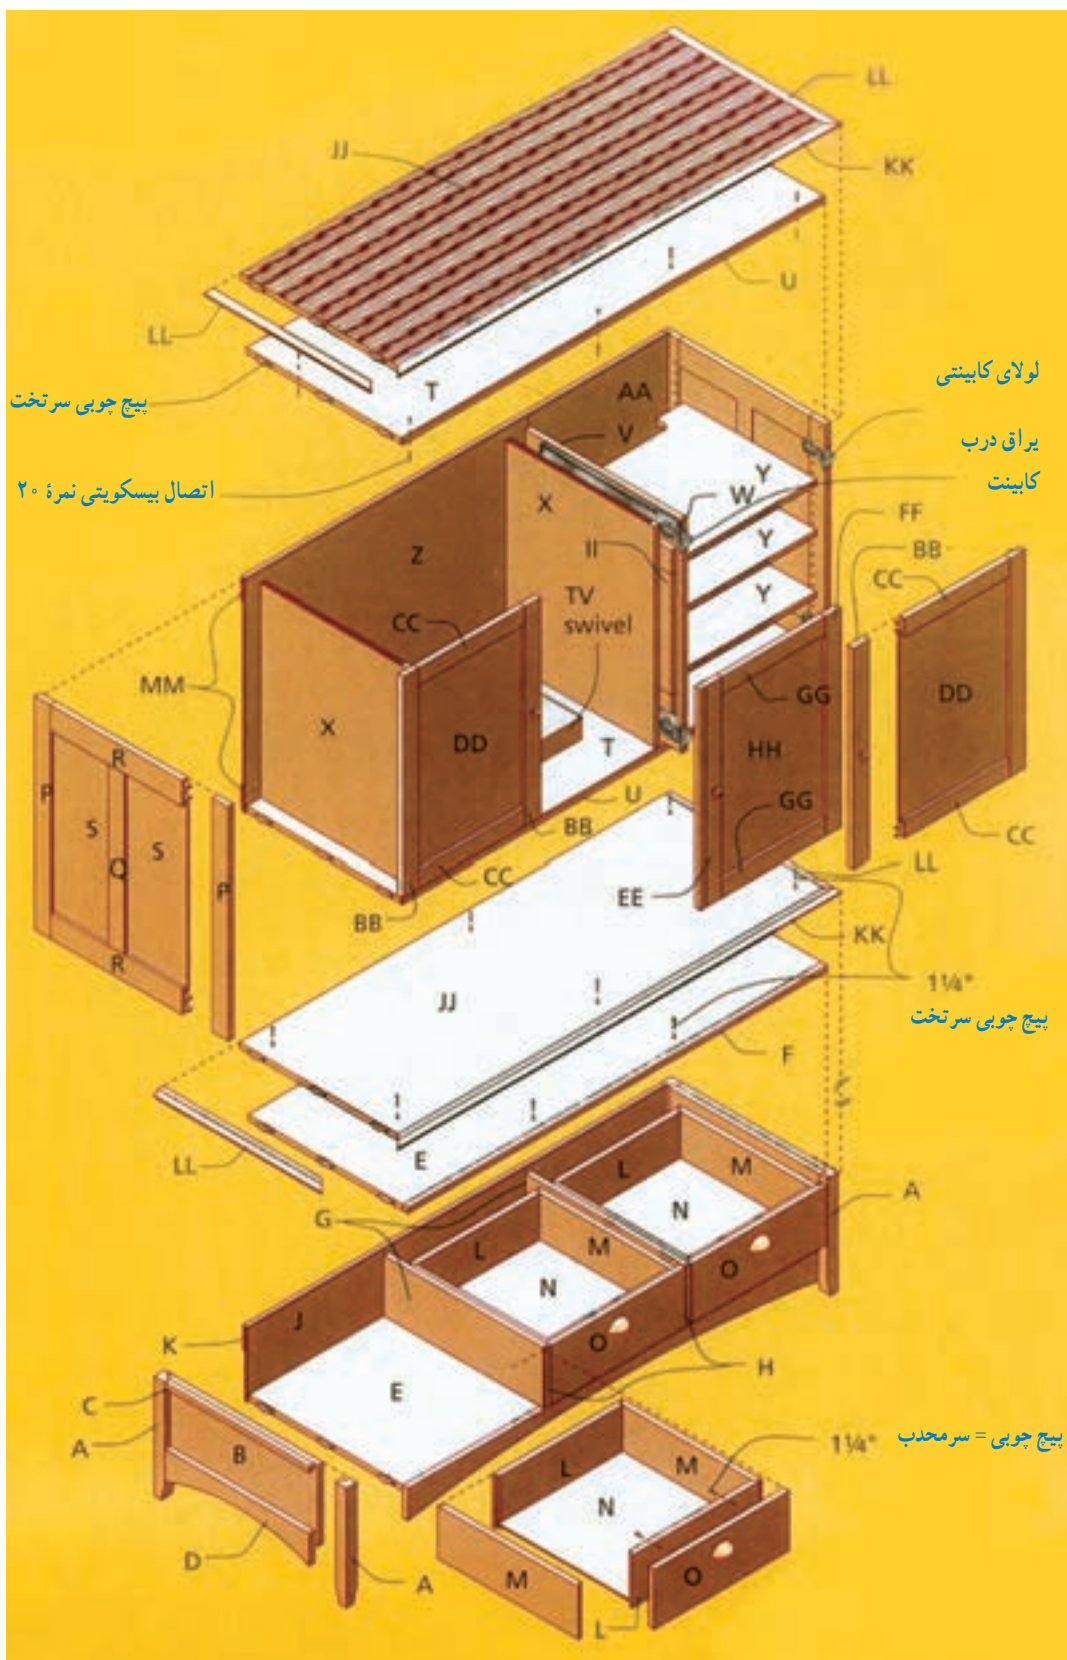 LL
JJ
KK
U
LL
T
لولای کابینتی
پیچ چوبی سرتخت
AA
V
یراق درب
کابینت
اتصال بیسکویتی نمرهٔ ۲۰
Y
W
X
FF
II
Y
BB
Z
CC
TV
swivel
Y
CC
MM
GG
DD
X
DD
T
HH
R
P
U
GG
S
S
BB
CC
Q
CC
LL
P
EE
BB
KK
R
JJ
1¼"
پیچ چوبی سرتخت
F
E
LL
L
M
A
G
N
L
M
O
N
J
K
O
H
E
C
A
B
1¼"
پیچ چوبی = سرمحدب
L
M
N
D
A
M
O
L